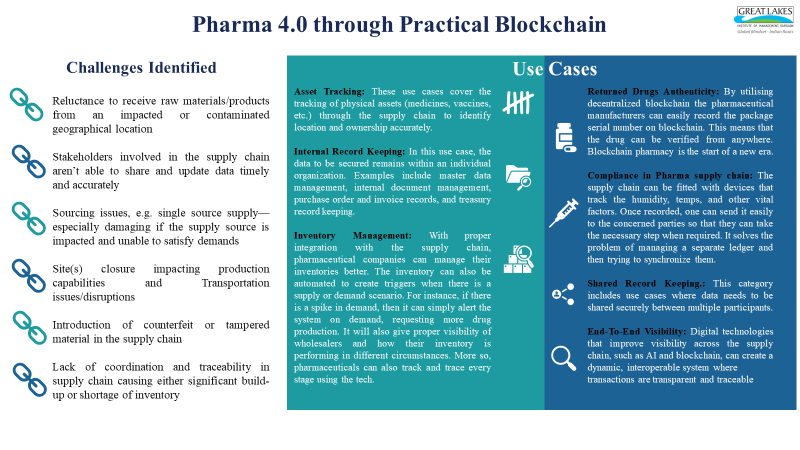 Pharma 4.0 through Practical Blockchain
GREAT LAKES
INSTITUTE OF MANAGEMENT, GURGAON
Global Mindset - Indian Roots
Challenges Identified
Reluctance to receive raw materials/products
from an impacted or contaminated
geographical location
Stakeholders involved in the supply chain
aren't able to share and update data timely
and accurately
Sourcing issues, e.g. single source supply—
especially damaging if the supply source is
impacted and unable to satisfy demands
Site(s) closure impacting production
capabilities and Transportation
issues/disruptions
Introduction of counterfeit or tampered
material in the supply chain
Lack of coordination and traceability in
supply chain causing either significant build-
up or shortage of inventory
Use Cases
Asset Tracking: These use cases cover the
tracking of physical assets (medicines, vaccines,
etc.) through the supply chain to identify
location and ownership accurately.
Internal Record Keeping: In this use case, the
data to be secured remains within an individual
organization. Examples include master data
management, internal document management,
purchase order and invoice records, and treasury
record keeping.
Inventory Management: With proper
integration with the supply chain,
pharmaceutical companies can manage their
inventories better. The inventory can also be
automated to create triggers when there is a
supply or demand scenario. For instance, if there
is a spike in demand, then it can simply alert the
system on demand, requesting more drug
production. It will also give proper visibility of
wholesalers and how their inventory is
performing in different circumstances. More so,
pharmaceuticals can also track and trace every
stage using the tech.
Returned Drugs Authenticity: By utilising
decentralized blockchain the pharmaceutical
manufacturers can easily record the package
serial number on blockchain. This means that
the drug can be verified from anywhere.
Blockchain pharmacy is the start of a new era.
Compliance in Pharma supply chain: The
supply chain can be fitted with devices that
track the humidity, temps, and other vital
factors. Once recorded, one can send it easily
to the concerned parties so that they can take
the necessary step when required. It solves the
problem of managing a separate ledger and
then trying to synchronize them.
Shared Record Keeping.: This category
includes use cases where data needs to be
shared securely between multiple participants.
End-To-End Visibility: Digital technologies
that improve visibility across the supply
chain, such as AI and blockchain, can create a
dynamic, interoperable system where
transactions are transparent and traceable